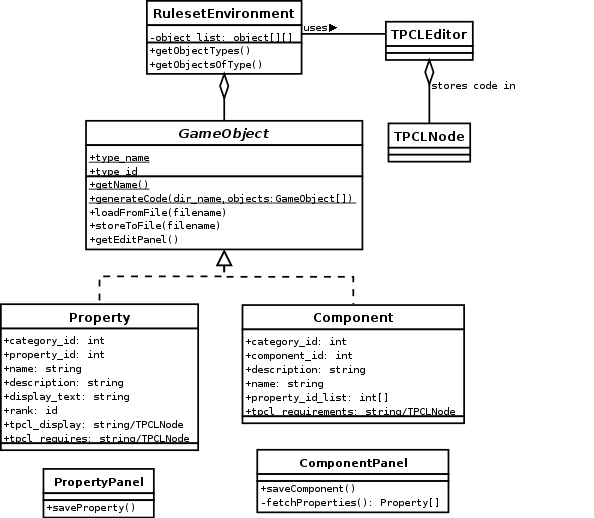 RulesetEnvironment
-object_list: object[][]
+getObjectTypes()
+getObjectsOfType()
uses
TPCLEditor
stores code in
TPCLNode
GameObject
+type_name
+type_id
+getName()
+generateCode(dir_name,objects:GameObject[])
+loadFromFile(filename)
+storeToFile(filename)
+getEditPanel()
Property
+category_id: int
+property_id: int
+name: string
+description: string
+display_text: string
+rank: id
+tpcl_display: string/TPCLNode
+tpcl_requires: string/TPCLNode
Component
+category_id: int
+component_id: int
+description: string
+name: string
+property_id_list: int[]
+tpcl_requirements: string/TPCLNode
PropertyPanel
+saveProperty()
ComponentPanel
+saveComponent()
-fetchProperties(): Property[]